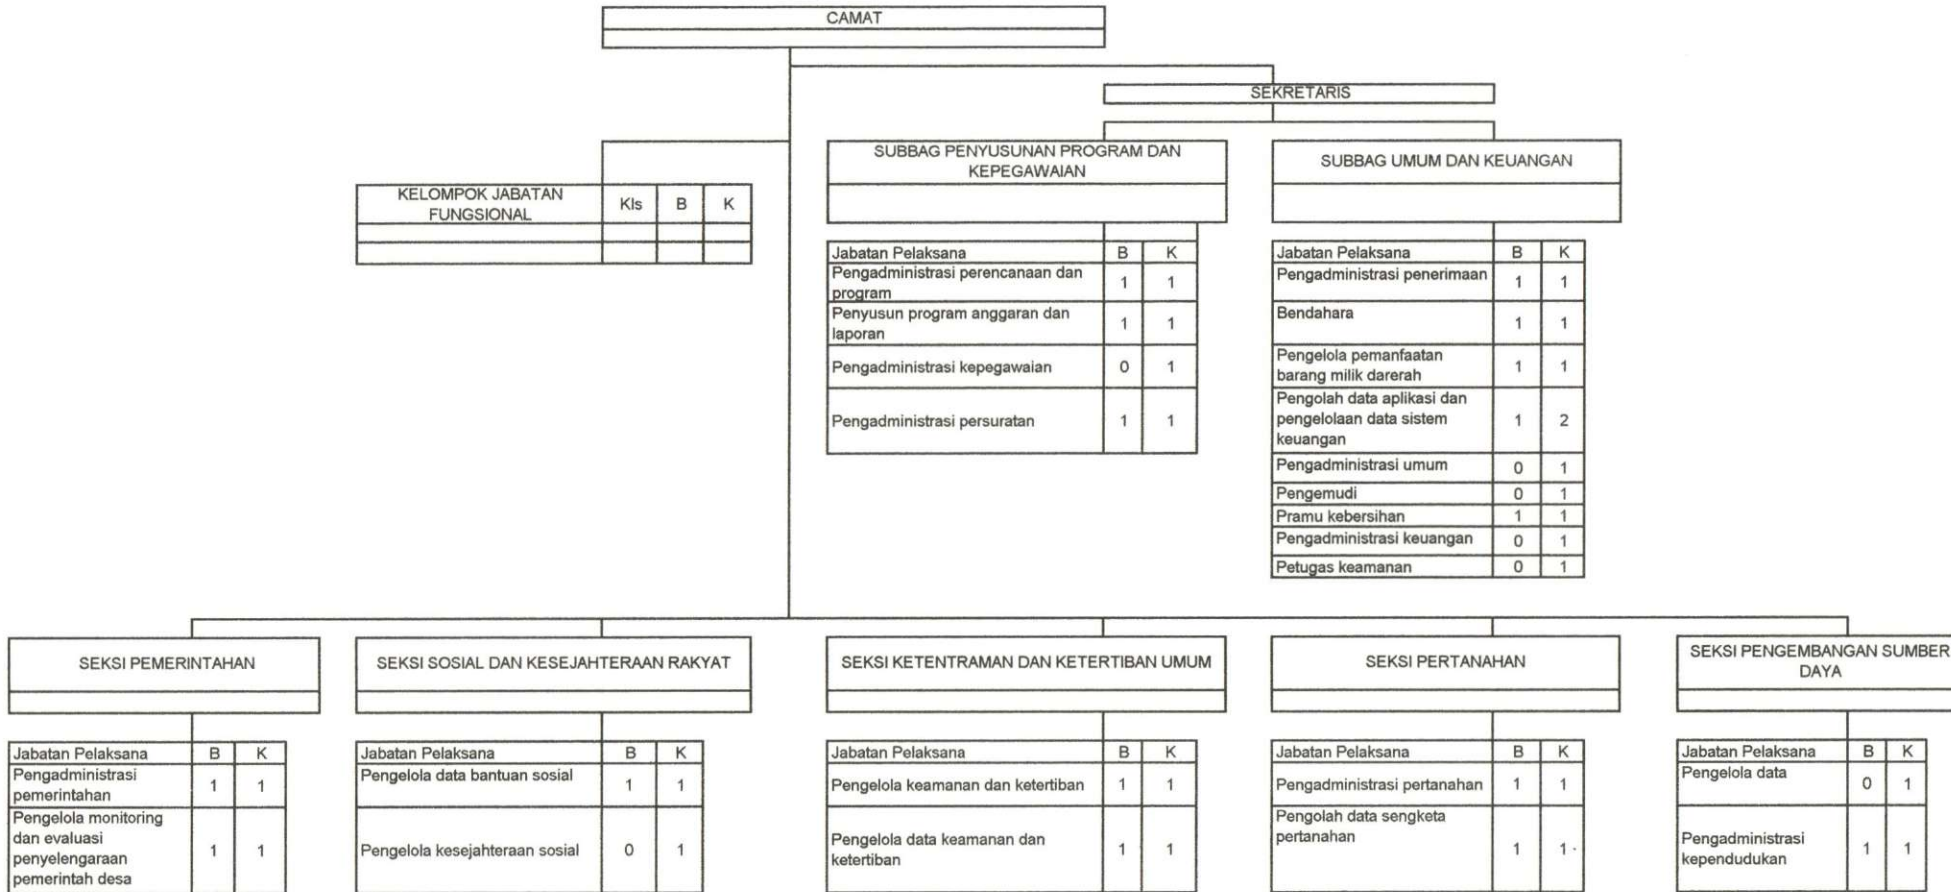 CAMAT
SEKRETARIS
SUBBAG PENYUSUNAN PROGRAM DAN
KEPEGAWAIAN
SUBBAG UMUM DAN KEUANGAN
KELOMPOK JABATAN
FUNGSIONAL
Kls B K
Jabatan Pelaksana B K
Pengadministrasi perencanaan dan
program 1 1
Penyusun program anggaran dan
laporan 1 1
Pengadministrasi kepegawaian 0 1
Pengadministrasi persuratan 1 1
Jabatan Pelaksana B K
Pengadministrasi penerimaan 1 1
Bendahara 1 1
Pengelola pemanfaatan
barang milik darerah 1 1
Pengolah data aplikasi dan
pengelolaan data sistem 1 2
keuangan
Pengadministrasi umum 0 1
Pengemudi 0 1
Pramu kebersihan 1 1
Pengadministrasi keuangan 0 1
Petugas keamanan 0 1
SEKSI PEMERINTAHAN
Jabatan Pelaksana B K
Pengadministrasi
pemerintahan 1 1
Pengelola monitoring
dan evaluasi
penyelengaraan 1 1
pemerintah desa
SEKSI SOSIAL DAN KESEJAHTERAAN RAKYAT
Jabatan Pelaksana B K
Pengelola data bantuan sosial 1 1
Pengelola kesejahteraan sosial 0 1
SEKSI KETENTRAMAN DAN KETERTIBAN UMUM
Jabatan Pelaksana B K
Pengelola keamanan dan ketertiban 1 1
Pengelola data keamanan dan
ketertiban 1 1
SEKSI PERTANAHAN
Jabatan Pelaksana B K
Pengadministrasi pertanahan 1 1
Pengolah data sengketa
pertanahan 1 1
SEKSI PENGEMBANGAN SUMBER
DAYA
Jabatan Pelaksana B K
Pengelola data 0 1
Pengadministrasi
kependudukan 1 1